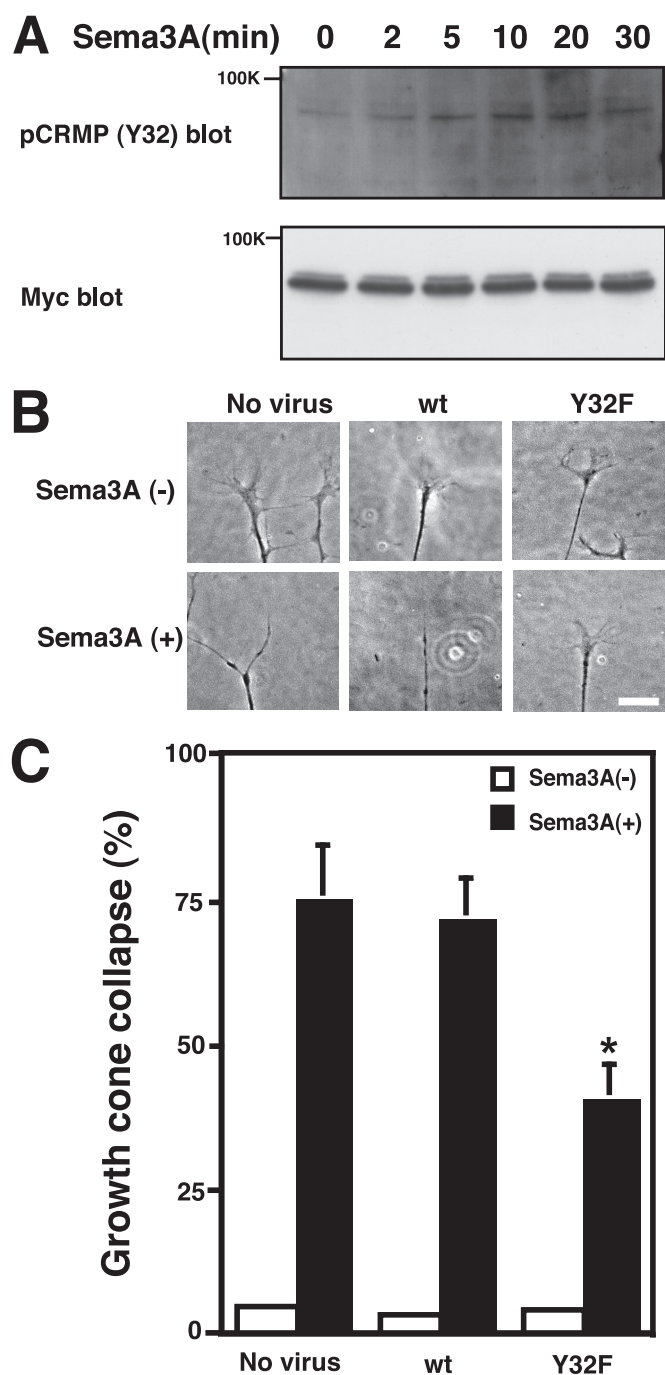 A Sema3A(min) 0 2 5 10 20 30
100K
pCRMP (Y32) blot
100K
Myc blot
B No virus wt Y32F
Sema3A (-)
Sema3A (+)
C
Growth cone collapse (%)
100
75
50
25
0
Sema3A(-)
Sema3A(+)
*
No virus wt Y32F